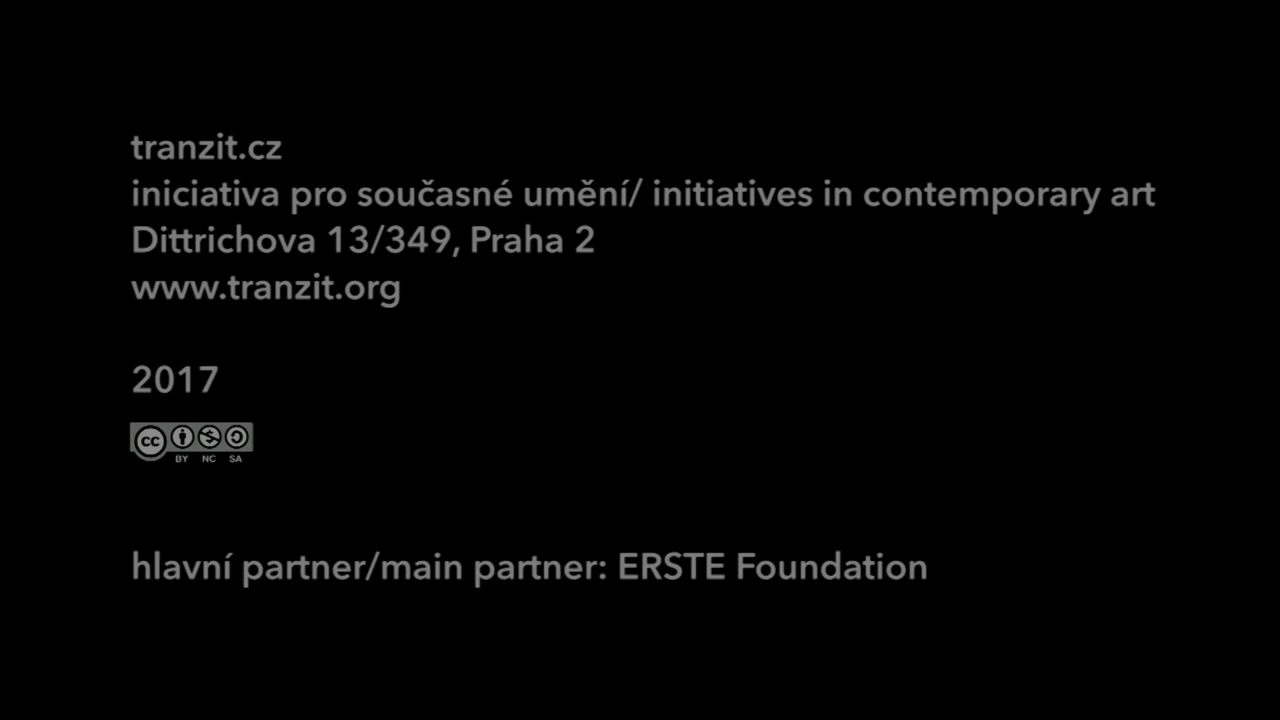 tranzit.cz
iniciativa pro současné umění/ initiatives in contemporary art
Dittrichova 13/349, Praha 2
www.tranzit.org
2017
cc BY NC SA
hlavní partner/main partner: ERSTE Foundation